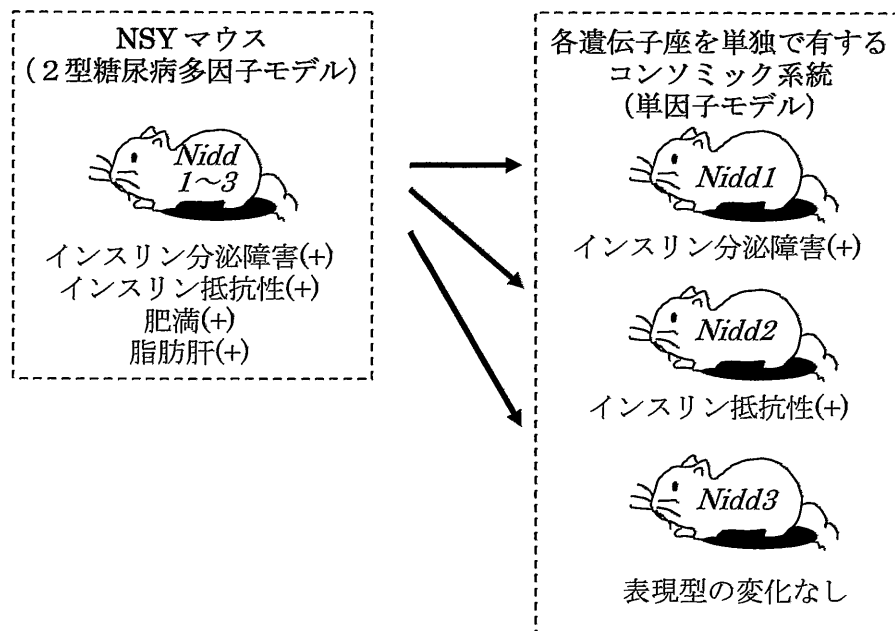 NSYマウス
(2型糖尿病多因子モデル)
Nidd
1~3
インスリン分泌障害(+)
インスリン抵抗性(+)
肥満(+)
脂肪肝(+)
各遺伝子座を単独で有する
コンソミック系統
(単因子モデル)
Nidd1
インスリン分泌障害(+)
Nidd2
インスリン抵抗性(+)
Nidd3
表現型の変化なし